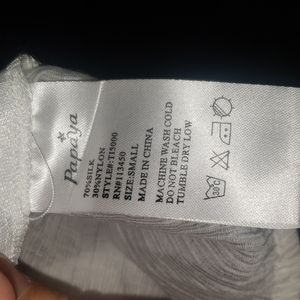 Papaya
70%SILK
30%NYLON
STYLE#:TI5000
RN#113450
SIZE:SMALL
MADE IN CHINA
MACHINE WASH COLD
DO NOT BLEACH
TUMBLE DRY LOW